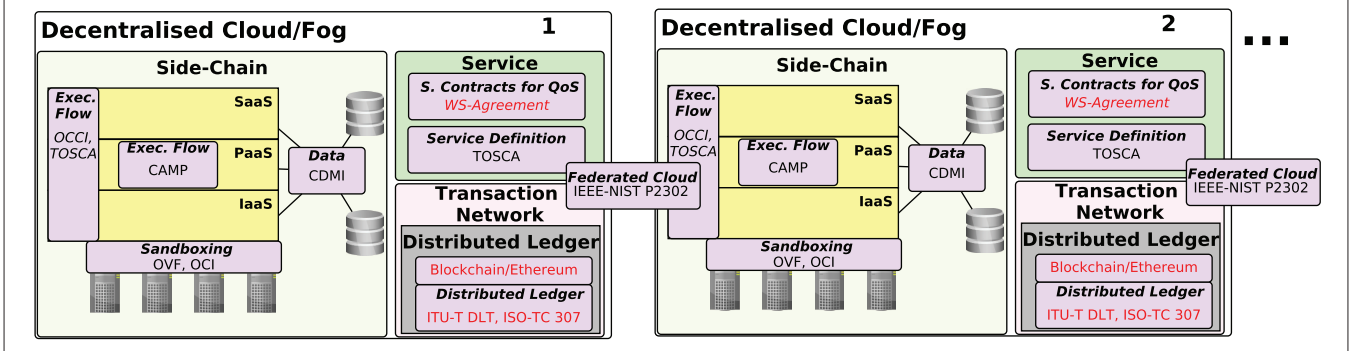 Decentralised Cloud/Fog
1
Side-Chain
Exec.
Flow
OCCI,
TOSCA
SaaS
Exec. Flow
CAMP
PaaS
IaaS
Data
CDMI
Sandboxing
OVF, OCI
Service
S. Contracts for QoS
WS-Agreement
Service Definition
TOSCA
Federated Cloud
IEEE-NIST P2302
Transaction
Network
Distributed Ledger
Blockchain/Ethereum
Distributed Ledger
ITU-T DLT, ISO-TC 307
Decentralised Cloud/Fog
2
Side-Chain
Exec.
Flow
OCCI,
TOSCA
SaaS
Exec. Flow
CAMP
PaaS
IaaS
Data
CDMI
Sandboxing
OVF, OCI
Service
S. Contracts for QoS
WS-Agreement
Service Definition
TOSCA
Federated Cloud
IEEE-NIST P2302
Transaction
Network
Distributed Ledger
Blockchain/Ethereum
Distributed Ledger
ITU-T DLT, ISO-TC 307
...